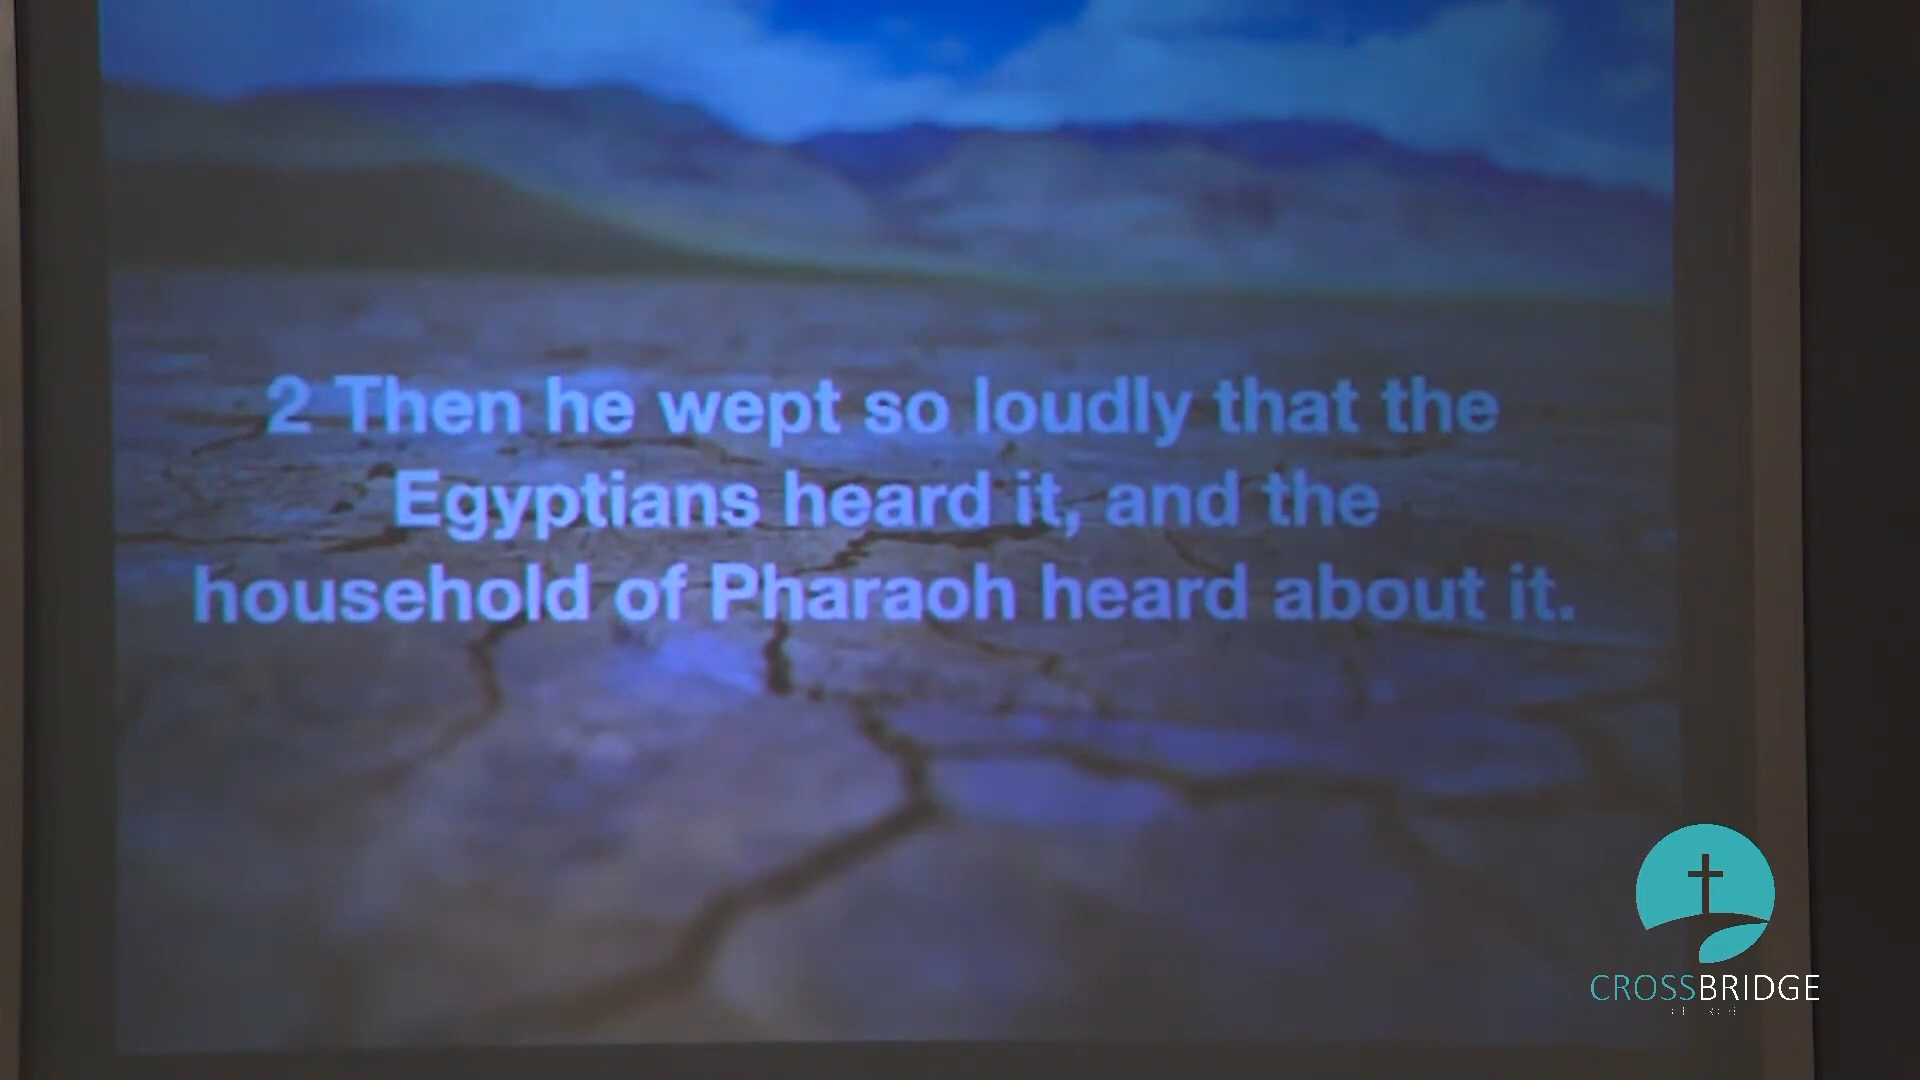 2 Then he wept so loudly that the
Egyptians heard it, and the
household of Pharaoh heard about it.
CROSSBRIDGE